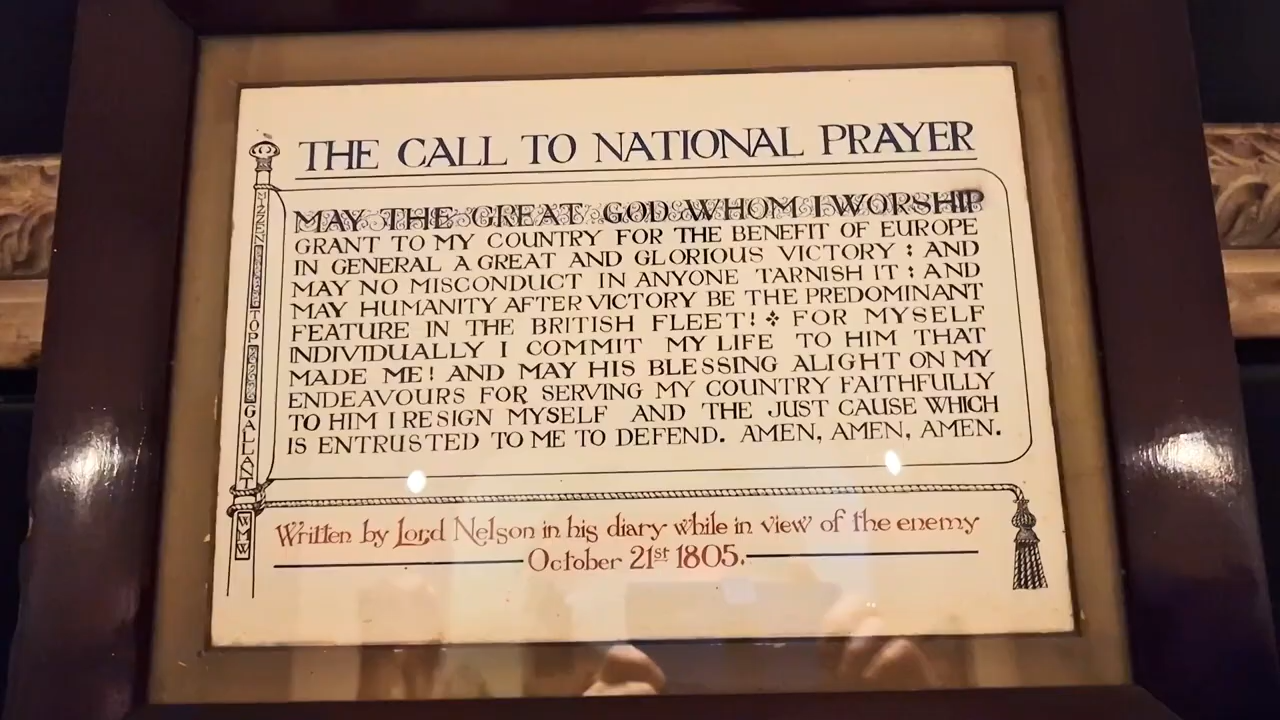 THE CALL TO NATIONAL PRAYER
MAY THE GREAT GOD WHOM I WORSHIP
GRANT TO MY COUNTRY FOR THE BENEFIT OF EUROPE
IN GENERAL A GREAT AND GLORIOUS VICTORY : AND
MAY NO MISCONDUCT IN ANYONE TARNISH IT : AND
MAY HUMANITY AFTER VICTORY BE THE PREDOMINANT
FEATURE IN THE BRITISH FLEET! ❖ FOR MYSELF
INDIVIDUALLY I COMMIT MY LIFE TO HIM THAT
MADE ME! AND MAY HIS BLESSING ALIGHT ON MY
ENDEAVOURS FOR SERVING MY COUNTRY FAITHFULLY
TO HIM I RESIGN MYSELF AND THE JUST CAUSE WHICH
IS ENTRUSTED TO ME TO DEFEND. AMEN, AMEN, AMEN.
MIZZEN TOP GALLANT
WMW
Written by Lord Nelson in his diary while in view of the enemy
October 21st 1805.